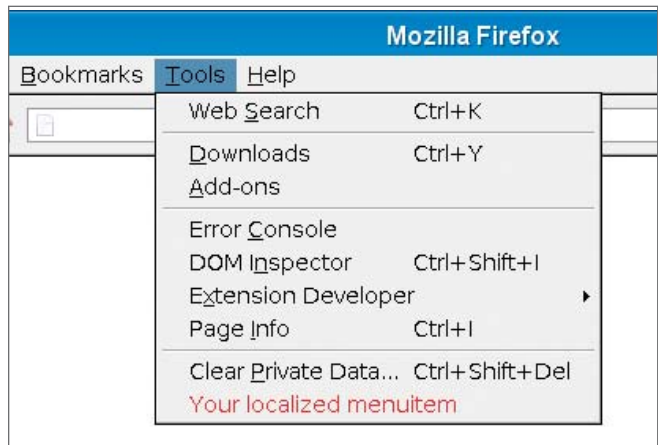 Mozilla Firefox
Bookmarks Tools Help
Web Search Ctrl+K
Downloads Ctrl+Y
Add-ons
Error Console
DOM Inspector Ctrl+Shift+I
Extension Developer
Page Info Ctrl+I
Clear Private Data... Ctrl+Shift+Del
Your localized menuitem